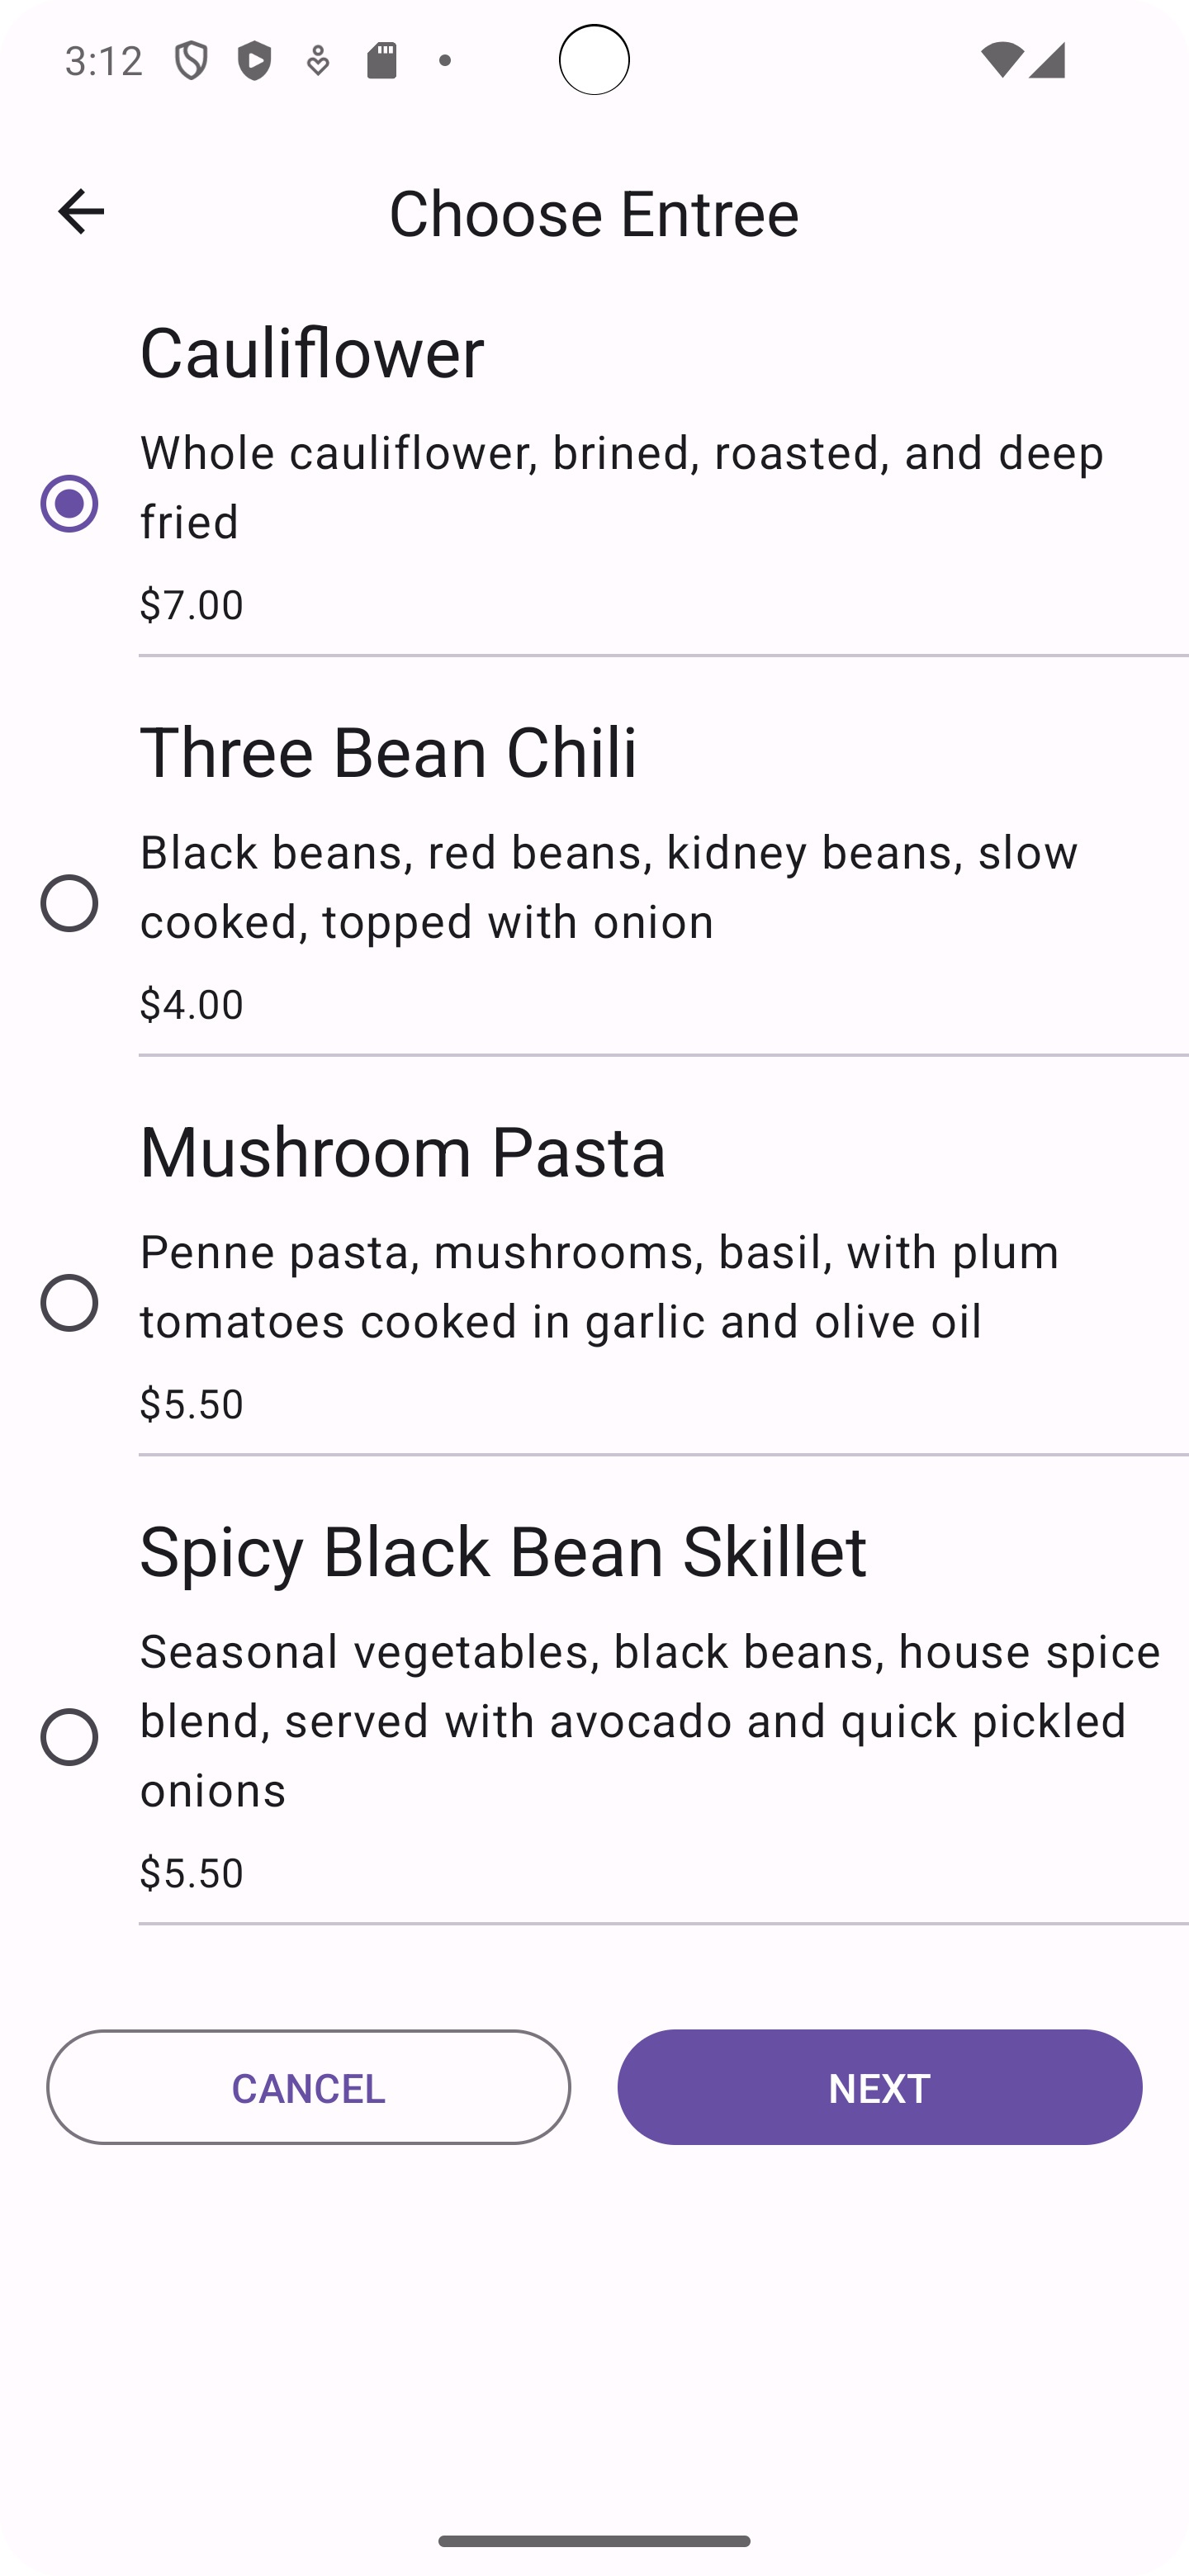 3:12
Choose Entree
Cauliflower
Whole cauliflower, brined, roasted, and deep
fried
$7.00
Three Bean Chili
Black beans, red beans, kidney beans, slow
cooked, topped with onion
$4.00
Mushroom Pasta
Penne pasta, mushrooms, basil, with plum
tomatoes cooked in garlic and olive oil
$5.50
Spicy Black Bean Skillet
Seasonal vegetables, black beans, house spice
blend, served with avocado and quick pickled
onions
$5.50
CANCEL
NEXT